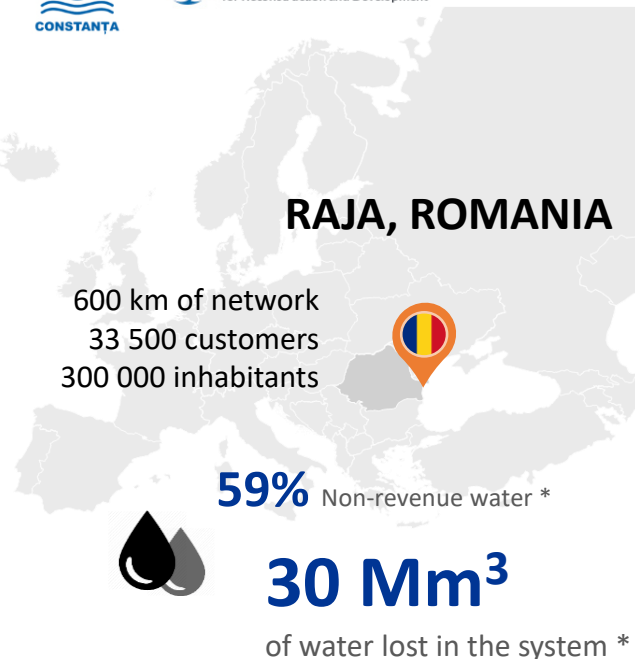 CONSTANȚA
RAJA, ROMANIA
600 km of network
33 500 customers
300 000 inhabitants
59% Non-revenue water *
30 Mm³
of water lost in the system *